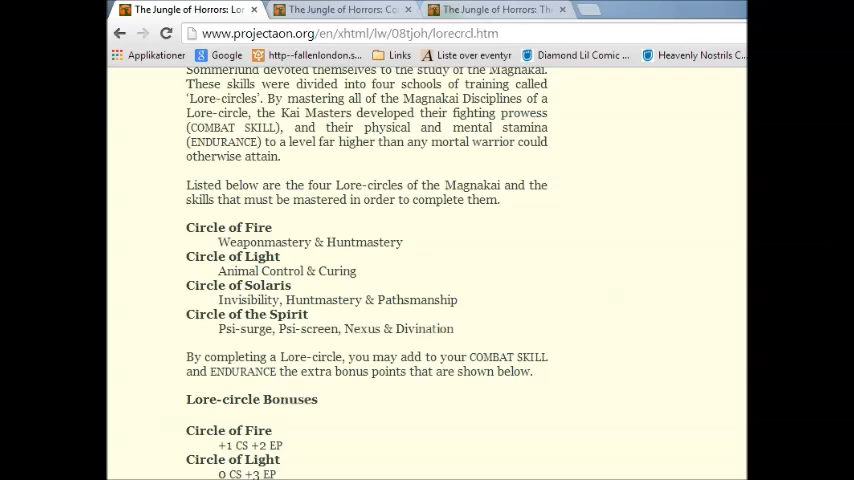 The Jungle of Horrors: Lor
The Jungle of Horrors: Co
The Jungle of Horrors: The
www.projectaon.org/en/xhtml/lw/08tjoh/lorecrcl.htm
Applikationer
Google
http--fallenlondon.xsht...
Links
Liste over eventyr
Diamond Lil Comic ...
Heavenly Nostrils C...
Sommerlund devoted themselves to the study of the Magnakai.
These skills were divided into four schools of training called
‘Lore-circles’. By mastering all of the Magnakai Disciplines of a
Lore-circle, the Kai Masters developed their fighting prowess
(COMBAT SKILL), and their physical and mental stamina
(ENDURANCE) to a level far higher than any mortal warrior could
otherwise attain.
Listed below are the four Lore-circles of the Magnakai and the
skills that must be mastered in order to complete them.
Circle of Fire
Weaponmastery & Huntmastery
Circle of Light
Animal Control & Curing
Circle of Solaris
Invisibility, Huntmastery & Pathsmanship
Circle of the Spirit
Psi-surge, Psi-screen, Nexus & Divination
By completing a Lore-circle, you may add to your COMBAT SKILL
and ENDURANCE the extra bonus points that are shown below.
Lore-circle Bonuses
Circle of Fire
+1 CS +2 EP
Circle of Light
0 CS +3 EP